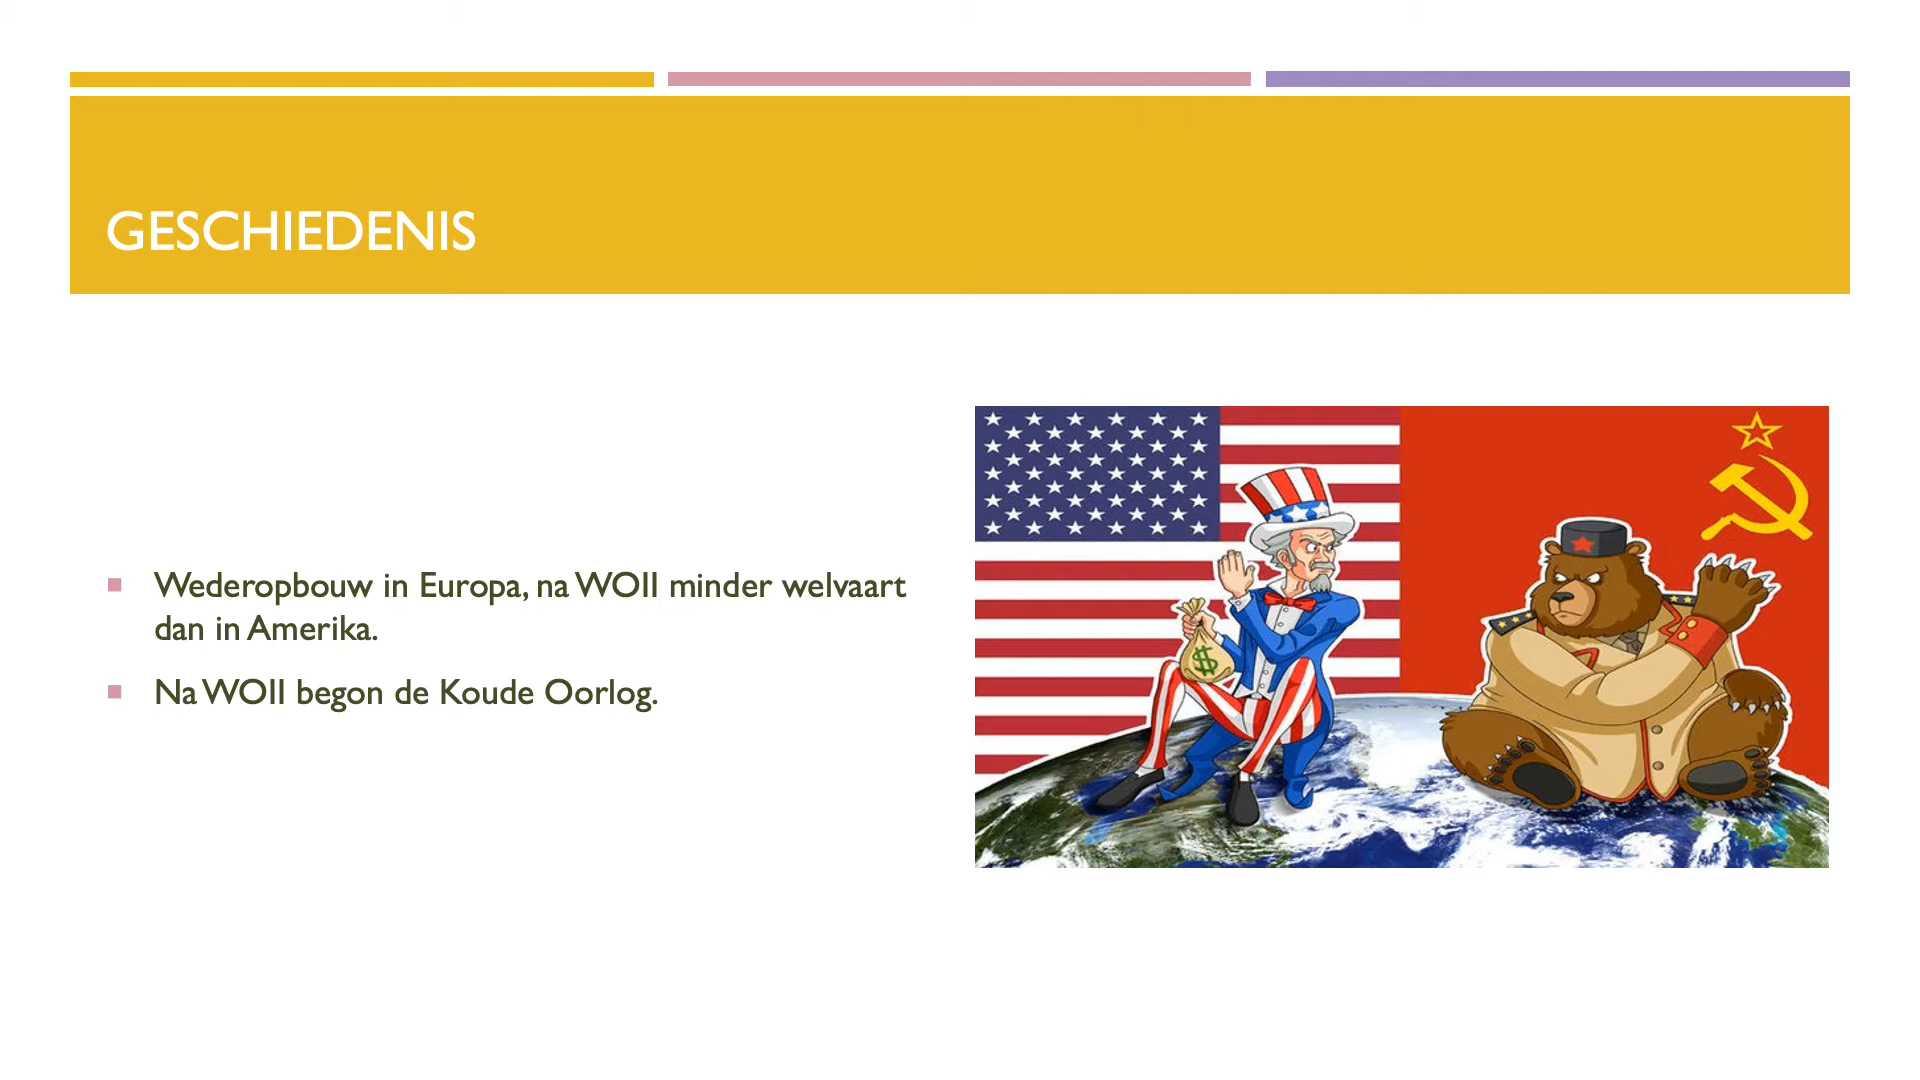 GESCHIEDENIS
Wederopbouw in Europa, na WOII minder welvaart
dan in Amerika.
Na WOII begon de Koude Oorlog.
$